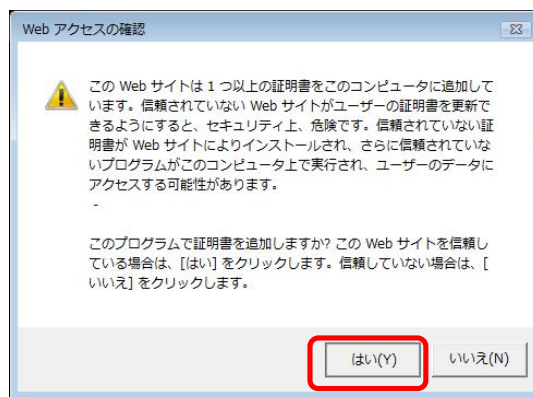 Web アクセスの確認
この Web サイトは 1 つ以上の証明書をこのコンピュータに追加して
います。信頼されていない Web サイトがユーザーの証明書を更新で
きるようにすると、セキュリティ上、危険です。信頼されていない証
明書が Web サイトによりインストールされ、さらに信頼されていな
いプログラムがこのコンピュータ上で実行され、ユーザーのデータに
アクセスする可能性があります。
-
このプログラムで証明書を追加しますか? この Web サイトを信頼し
ている場合は、[はい] をクリックします。信頼していない場合は、[
いいえ] をクリックします。
はい(Y)
いいえ(N)